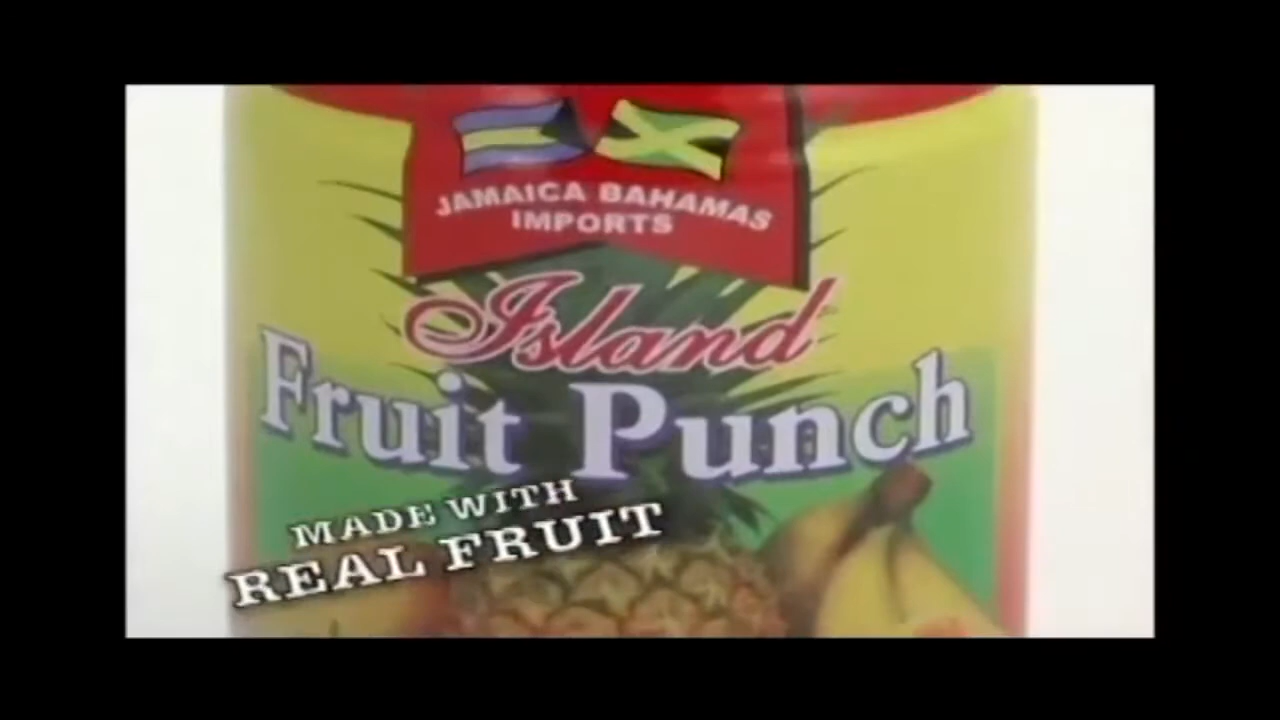 JAMAICA BAHAMAS
IMPORTS
Island
Fruit Punch
MADE WITH
REAL FRUIT